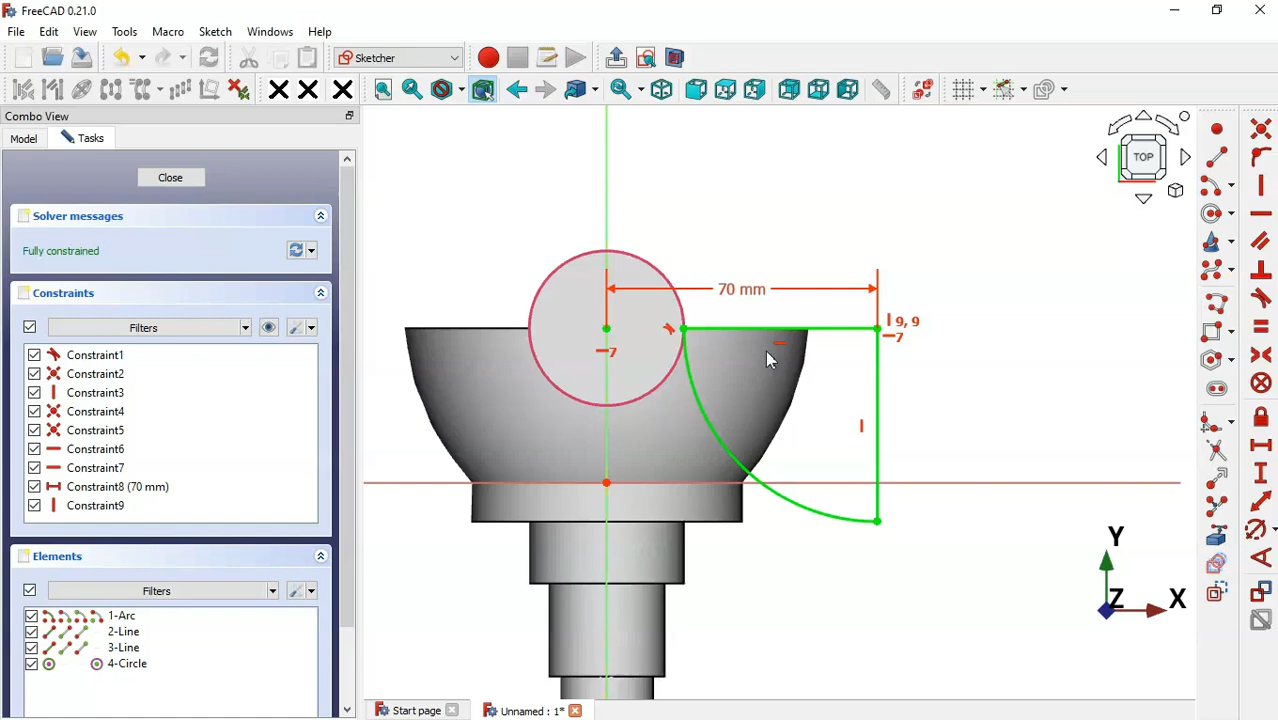 FreeCAD 0.21.0
File Edit View Tools Macro Sketch Windows Help
Sketcher
Combo View
Model Tasks
Close
Solver messages
Fully constrained
Constraints
Filters
Constraint1
Constraint2
Constraint3
Constraint4
Constraint5
Constraint6
Constraint7
Constraint8 (70 mm)
Constraint9
Elements
Filters
1-Arc
2-Line
3-Line
4-Circle
TOP
70 mm
9, 9
7
7
Y
Z X
Start page
Unnamed : 1*